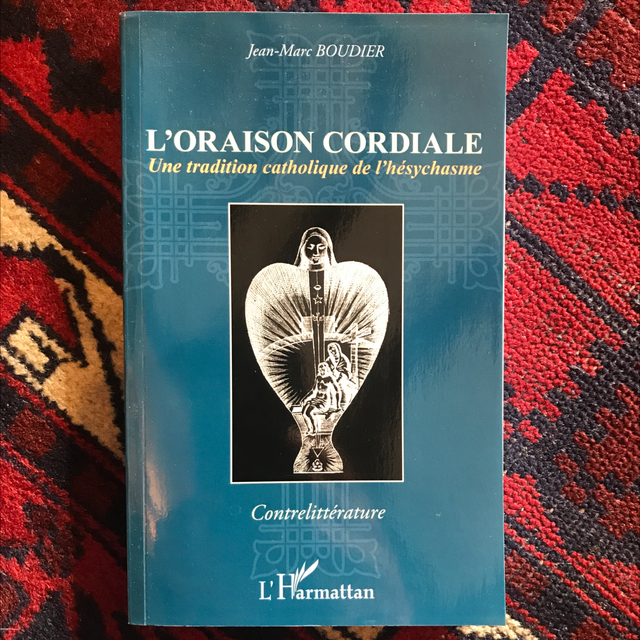 Jean-Marc BOUDIER
L'ORAISON CORDIALE
Une tradition catholique de l'hésychasme
Contrelittérature
L'Harmattan